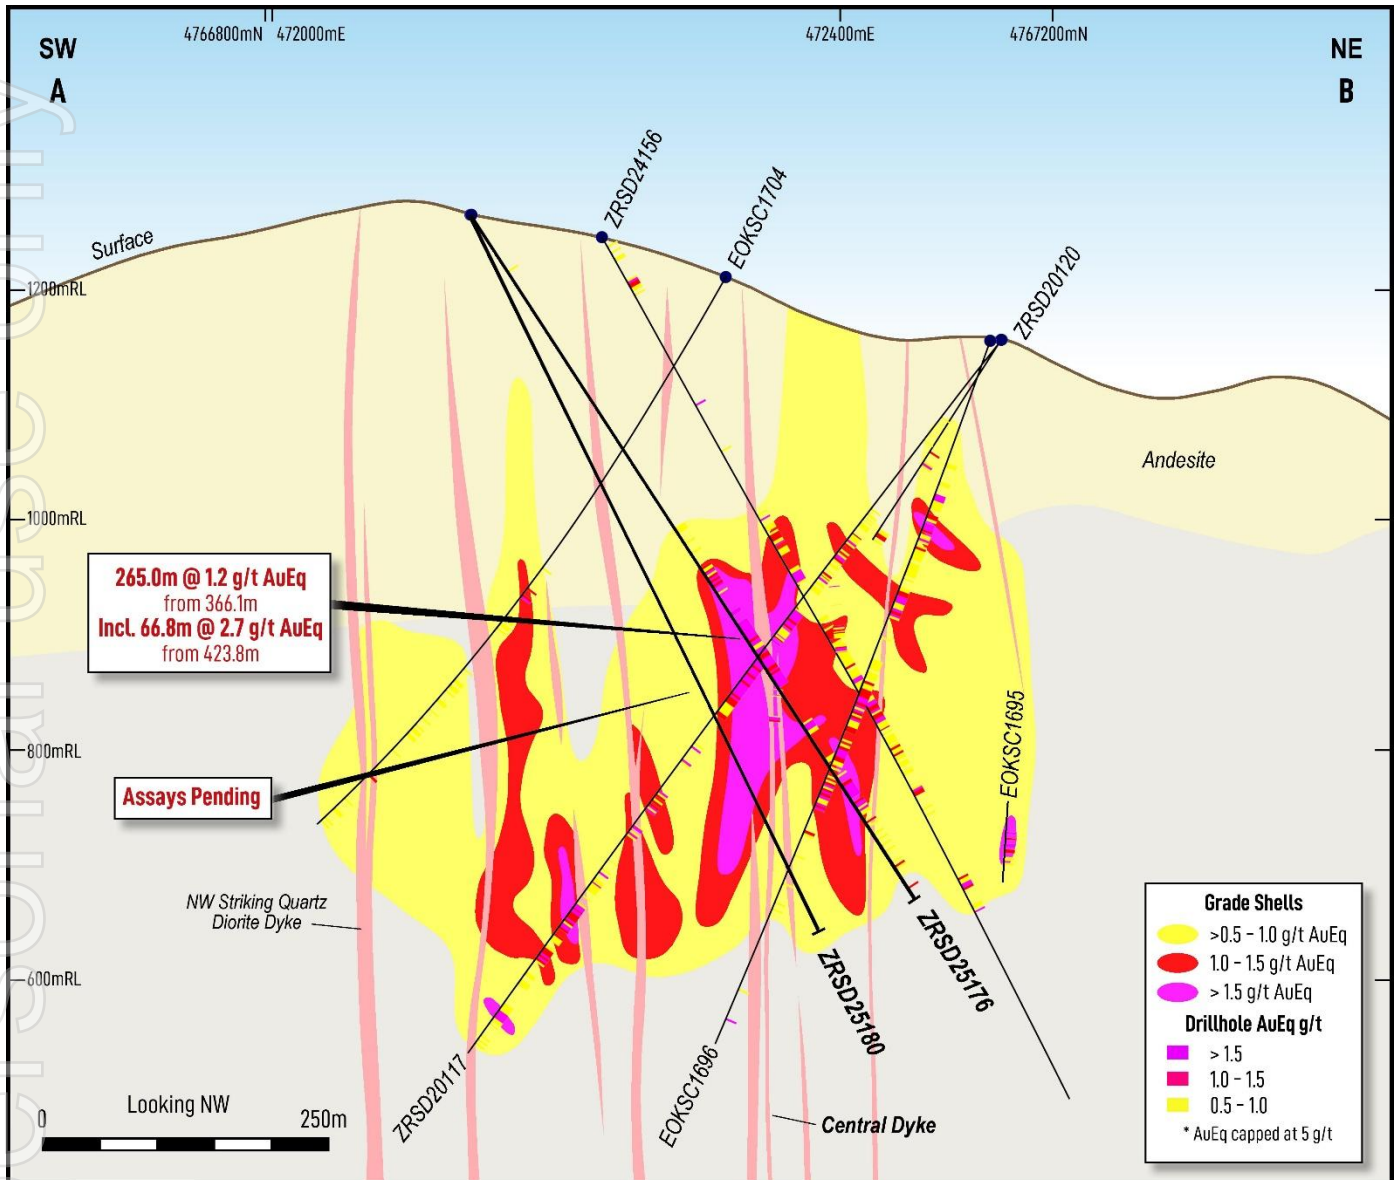 4766800mN
472000mE
472400mE
4767200mN
SW
A
NE
B
ZRSD24156
EOKSC1704
ZRSD20120
Surface
1200mRL
Andesite
1000mRL
265.0m @ 1.2 g/t AuEq
from 366.1m
Incl. 66.8m @ 2.7 g/t AuEq
from 423.8m
EOKSC1695
800mRL
Assays Pending
NW Striking Quartz
Diorite Dyke
600mRL
ZRSD25176
ZRSD25180
ZRSD20117
EOKSC1696
Central Dyke
Looking NW
0
250m
Grade Shells
>0.5 - 1.0 g/t AuEq
1.0 - 1.5 g/t AuEq
> 1.5 g/t AuEq
Drillhole AuEq g/t
> 1.5
1.0 - 1.5
0.5 - 1.0
* AuEq capped at 5 g/t